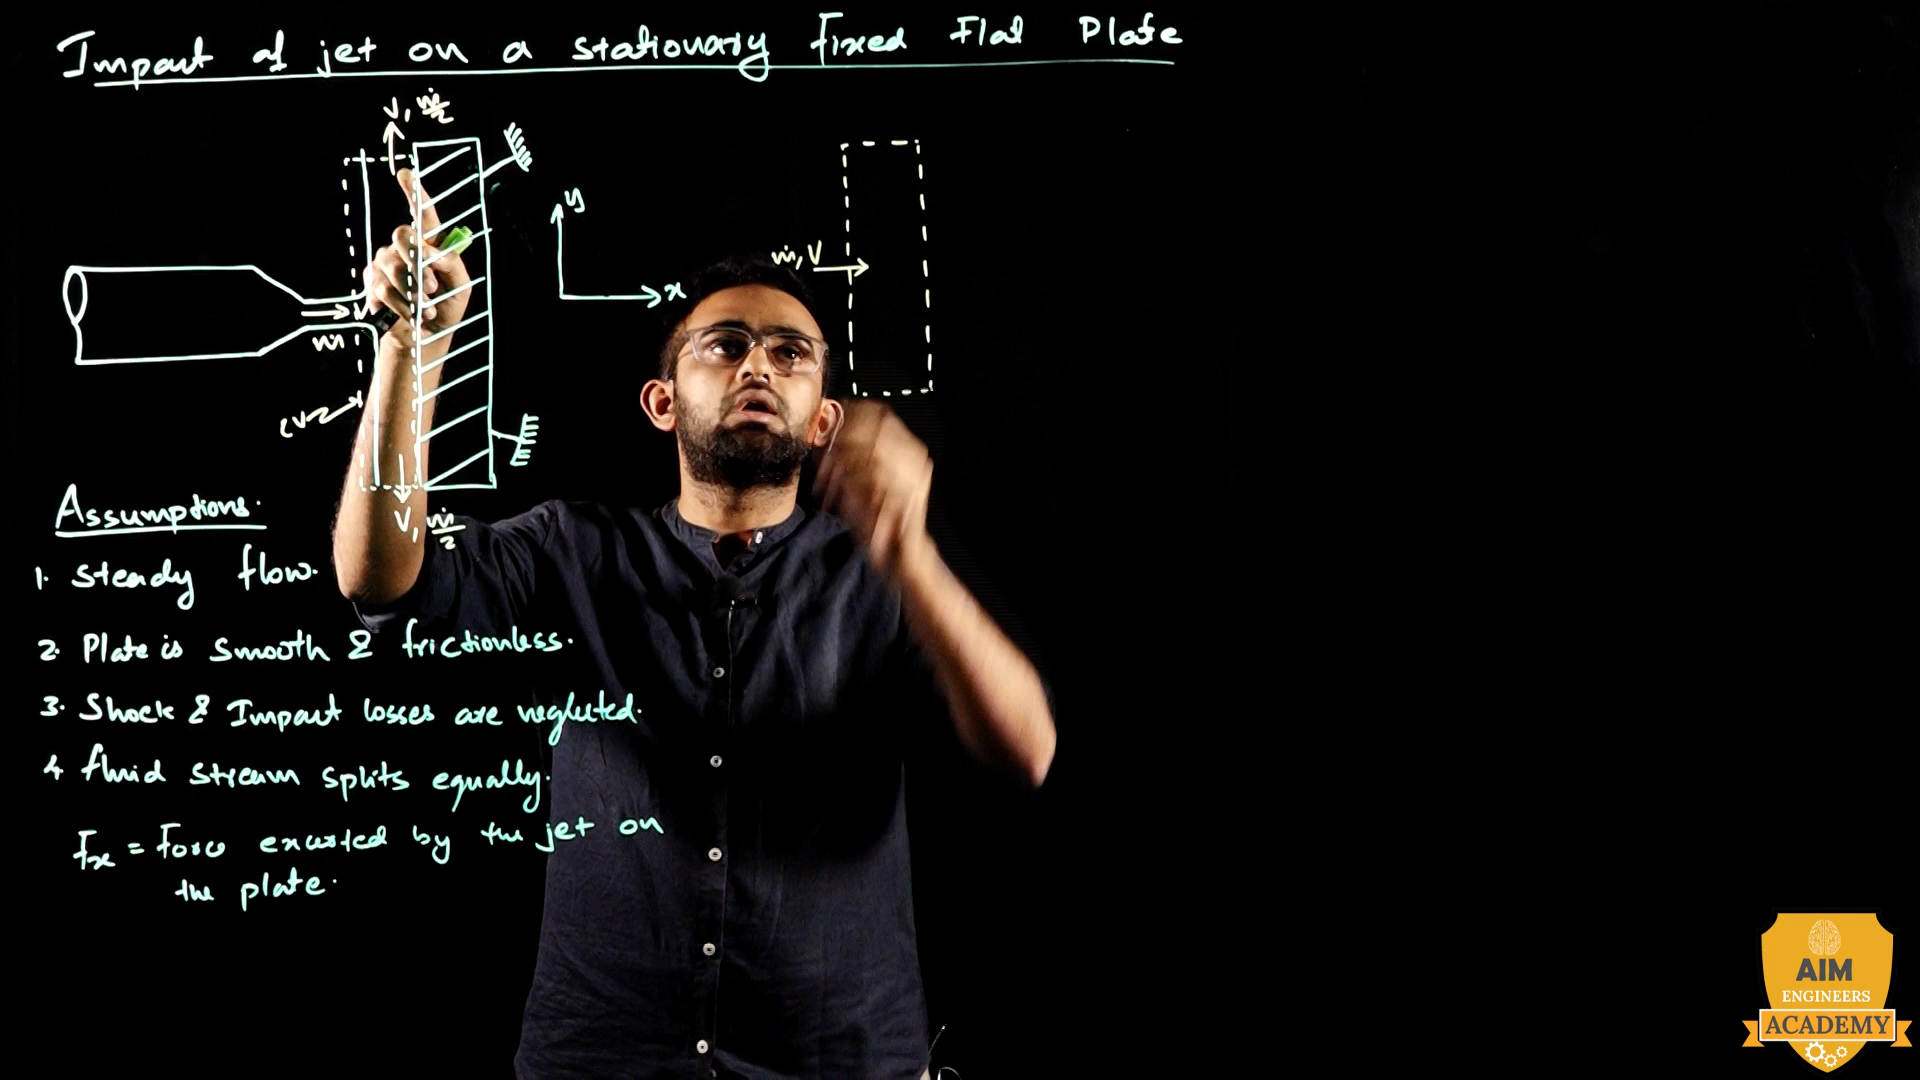 Impact of jet on a stationary fixed Flat Plate
V, ṁ/2
y
x
ṁ, V
V
ṁ
CV
V, ṁ/2
Assumptions.
1. Steady flow.
2. Plate is smooth & frictionless.
3. Shock & Impact losses are neglected.
4. fluid stream splits equally.
Fx = Force exerted by the jet on
the plate.
AIM
ENGINEERS
ACADEMY